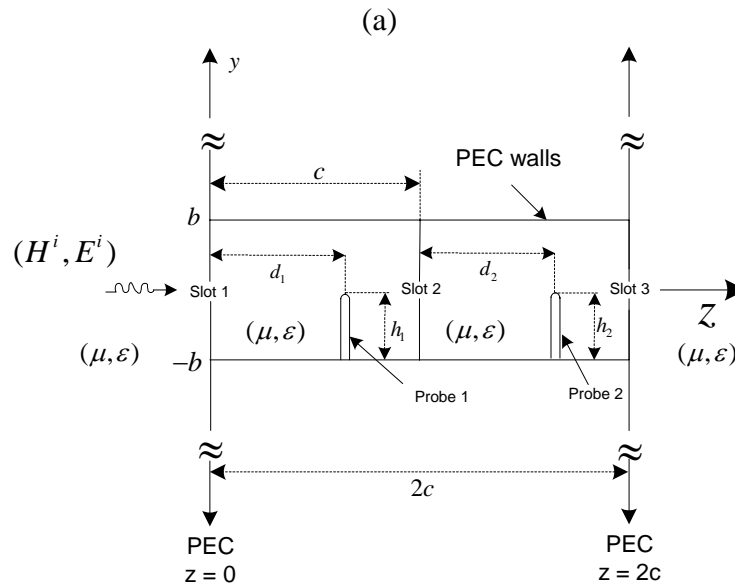 (a)
y
PEC walls
c
b
(H^i, E^i)
d_1
d_2
Slot 1
Slot 2
Slot 3
z
(μ,ε)
(μ,ε)
h_1
(μ,ε)
h_2
(μ,ε)
-b
Probe 1
Probe 2
2c
PEC
z = 0
PEC
z = 2c